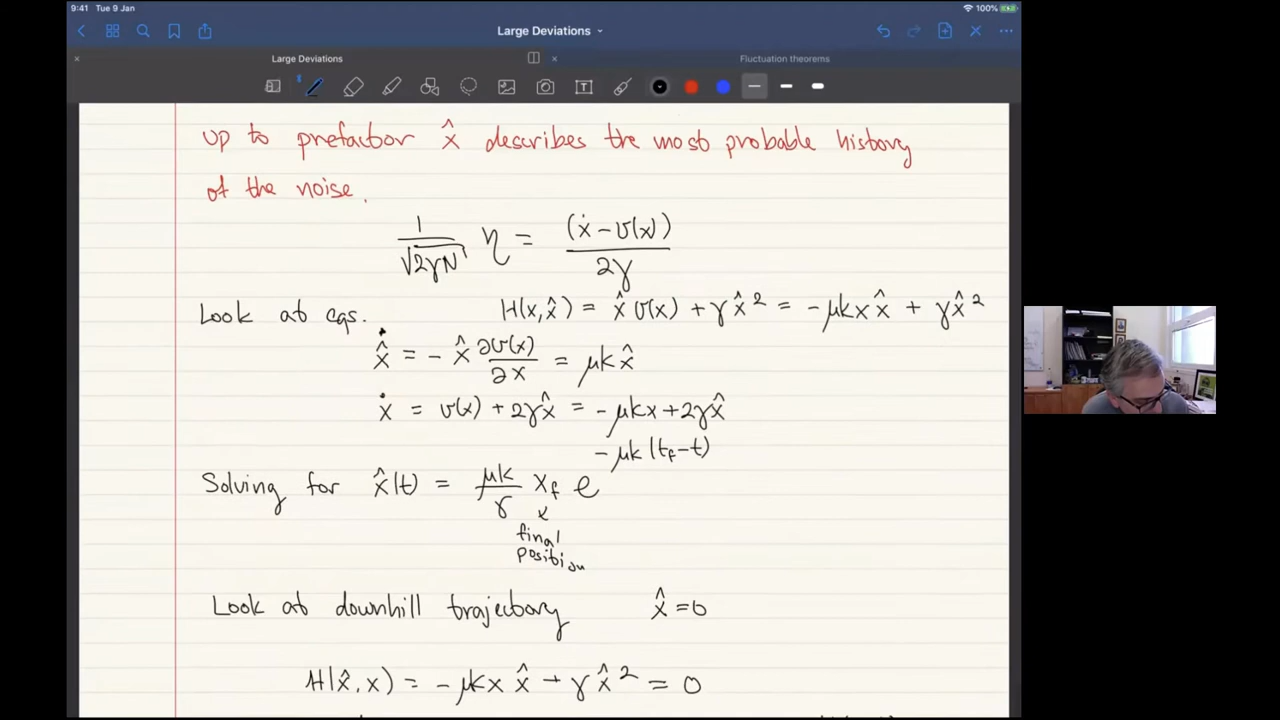 9:41 Tue 9 Jan
100%
Large Deviations
Large Deviations
Fluctuation theorems
up to prefactor x̂ describes the most probable history
of the noise.
1/√(2γN) η = (ẋ − v(x))/2γ
Look at eqs. H(x, x̂) = x̂ v(x) + γ x̂² = −μkx x̂ + γ x̂²
x̂˙ = − x̂ ∂v(x)/∂x = μk x̂
ẋ = v(x) + 2γ x̂ = −μkx + 2γ x̂
Solving for x̂(t) = μk/γ x_f e^{−μk(t_f−t)}
final
position
Look at downhill trajectory x̂ = 0
H(x̂, x) = −μkx x̂ + γ x̂² = 0